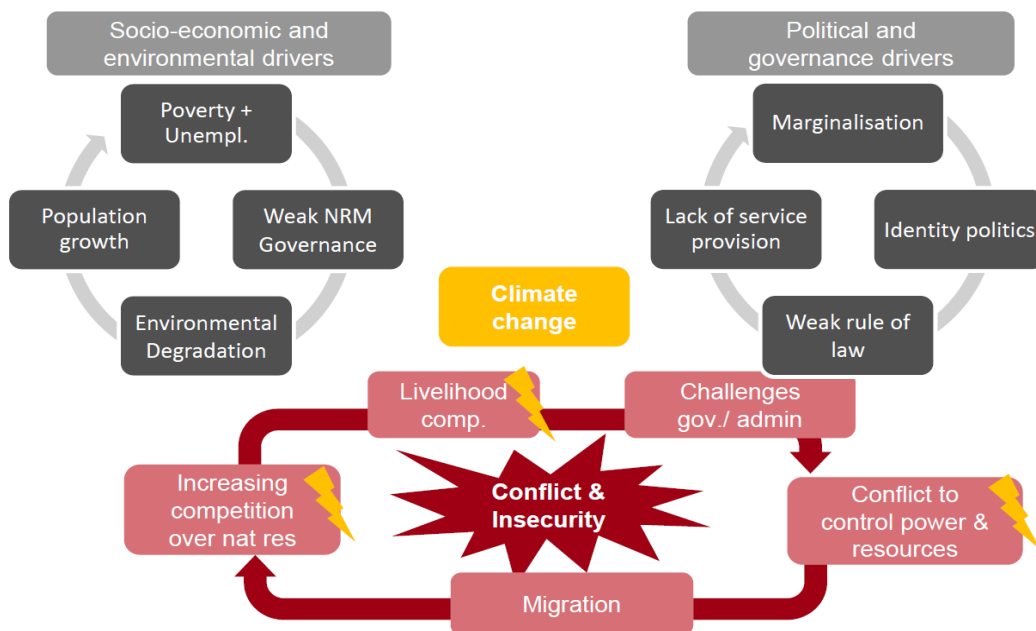 Socio-economic and
environmental drivers
Poverty +
Unempl.
Population
growth
Weak NRM
Governance
Environmental
Degradation
Political and
governance drivers
Marginalisation
Lack of service
provision
Identity politics
Weak rule of
law
Climate
change
Livelihood
comp.
Challenges
gov./ admin
Increasing
competition
over nat res
Conflict &
Insecurity
Conflict to
control power &
resources
Migration